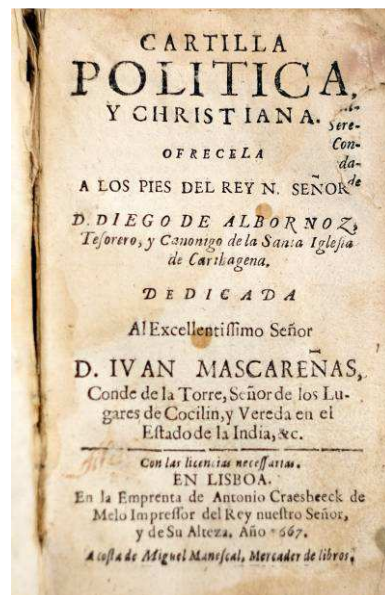 CARTILLA
POLITICA,
Y CHRISTIANA.
Sere-
Con-
da-
de
OFRECELA
A LOS PIES DEL REY N. SEÑOR
D. DIEGO DE ALBORNOZ,
Tesorero, y Canonigo de la Santa Iglesia
de Carthagena.
DEDICADA
Al Excellentissimo Señor
D. IVAN MASCAREÑAS,
Conde de la Torre, Señor de los Lu-
gares de Cocilin, y Vereda en el
Estado de la India, &c.
Con las licencias necessarias.
EN LISBOA.
En la Emprenta de Antonio Craesbeeck de
Melo Impressor del Rey nuestro Señor,
y de Su Alteza. Año 667.
A costa de Miguel Manescal, Mercader de libros.